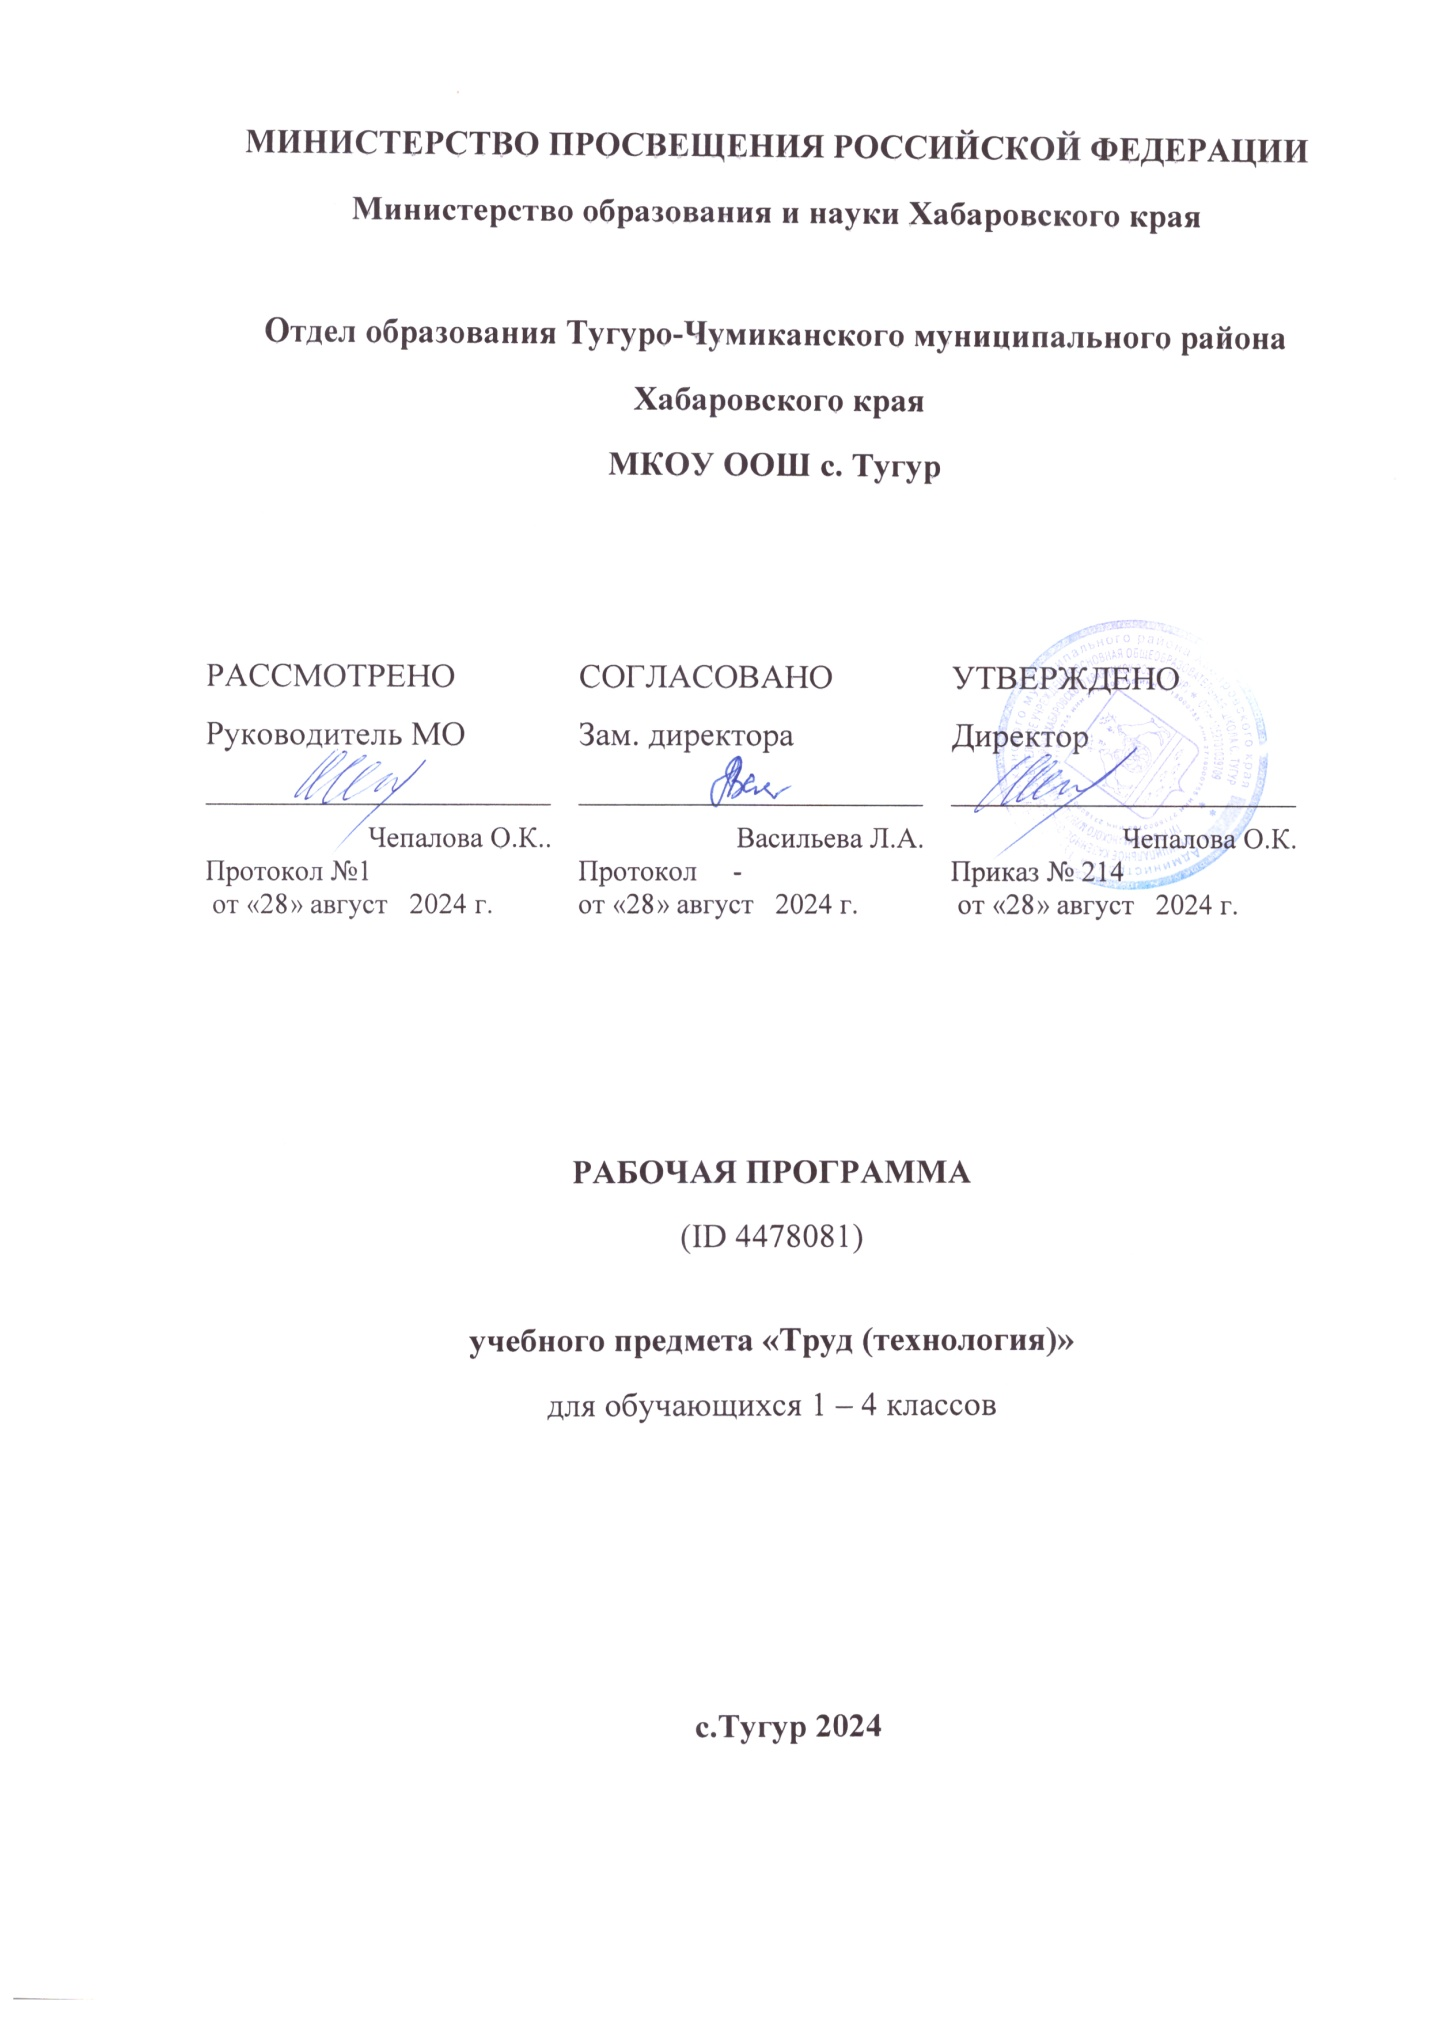 МИНИСТЕРСТВО ПРОСВЕЩЕНИЯ РОССИЙСКОЙ ФЕДЕРАЦИИ
Министерство образования и науки Хабаровского края
Отдел образования Тугуро-Чумиканского муниципального района
Хабаровского края
МКОУ ООШ с. Тугур
РАССМОТРЕНО
Руководитель МО
Чепалова О.К..
Протокол №1
от «28» август 2024 г.
СОГЛАСОВАНО
Зам. директора
Васильева Л.А.
Протокол -
от «28» август 2024 г.
УТВЕРЖДЕНО
Директор
Чепалова О.К.
Приказ № 214
от «28» август 2024 г.
РАБОЧАЯ ПРОГРАММА
(ID 4478081)
учебного предмета «Труд (технология)»
для обучающихся 1 – 4 классов
с.Тугур 2024